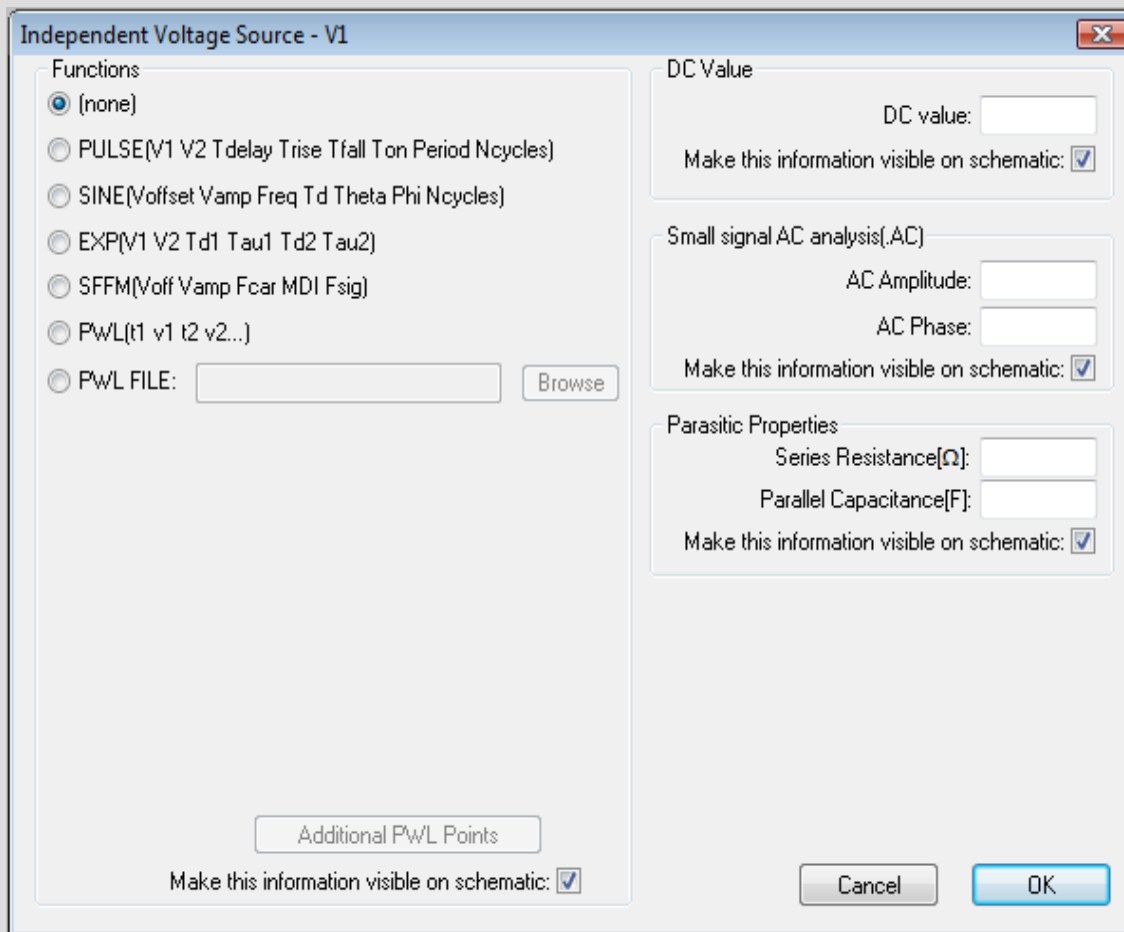 Independent Voltage Source - V1
Functions
(none)
PULSE(V1 V2 Tdelay Trise Tfall Ton Period Ncycles)
SINE(Voffset Vamp Freq Td Theta Phi Ncycles)
EXP(V1 V2 Td1 Tau1 Td2 Tau2)
SFFM(Voff Vamp Fcar MDI Fsig)
PWL(t1 v1 t2 v2...)
PWL FILE:
Browse
Additional PWL Points
Make this information visible on schematic:
DC Value
DC value:
Make this information visible on schematic:
Small signal AC analysis(.AC)
AC Amplitude:
AC Phase:
Make this information visible on schematic:
Parasitic Properties
Series Resistance[Ω]:
Parallel Capacitance[F]:
Make this information visible on schematic:
Cancel
OK